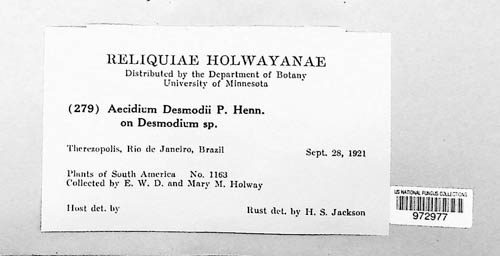 RELIQUIAE HOLWAYANAE
Distributed by the Department of Botany
University of Minnesota
(279) Aecidium Desmodii P. Henn.
on Desmodium sp.
Therezopolis, Rio de Janeiro, Brazil Sept. 28, 1921
Plants of South America No. 1163
Collected by E. W. D. and Mary M. Holway
Host det. by Rust det. by H. S. Jackson
US NATIONAL FUNGUS COLLECTIONS
972977